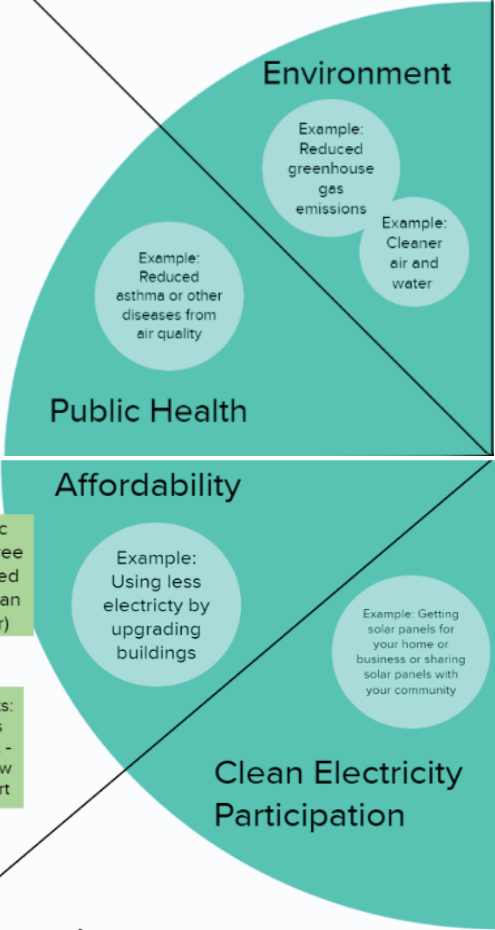 Environment
Example:
Reduced
greenhouse
gas
emissions
Example:
Cleaner
air and
water
Example:
Reduced
asthma or other
diseases from
air quality
Public Health
Affordability
Example:
Using less
electricty by
upgrading
buildings
Example: Getting
solar panels for
your home or
business or sharing
solar panels with
your community
Clean Electricity
Participation